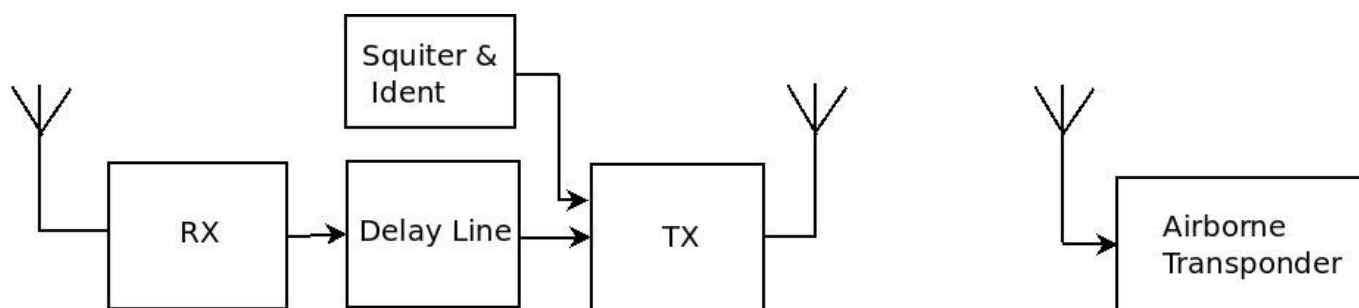 Squiter &
Ident
RX
Delay Line
TX
Airborne
Transponder